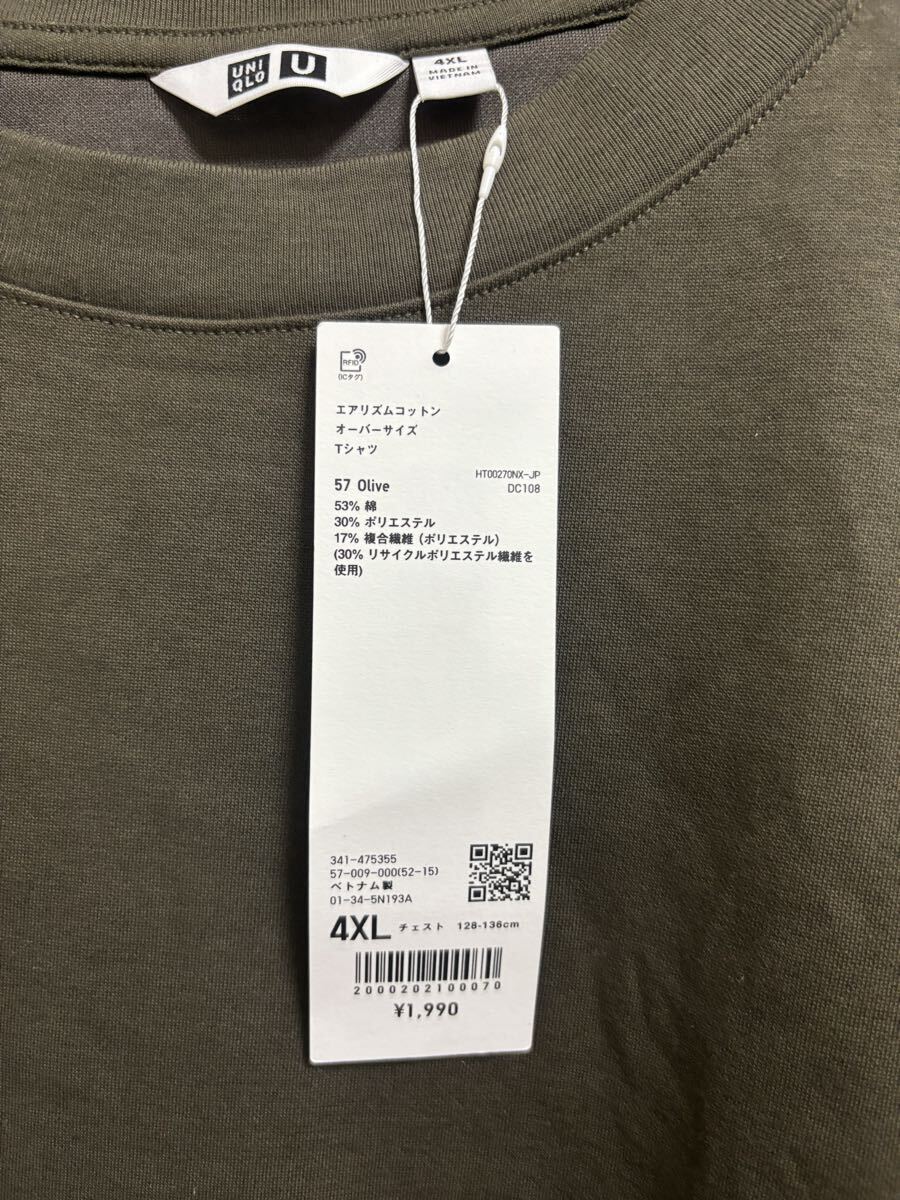 UNI
QLO
U
4XL
MADE IN
VIETNAM
RFID
(ICタグ)
エアリズムコットン
オーバーサイズ
Tシャツ
HT00270NX-JP
57 Olive
DC108
53% 綿
30% ポリエステル
17% 複合繊維 (ポリエステル)
(30% リサイクルポリエステル繊維を
使用)
341-475355
57-009-000(52-15)
ベトナム製
01-34-5N193A
4XL チェスト 128-136cm
2000202100070
¥1,990